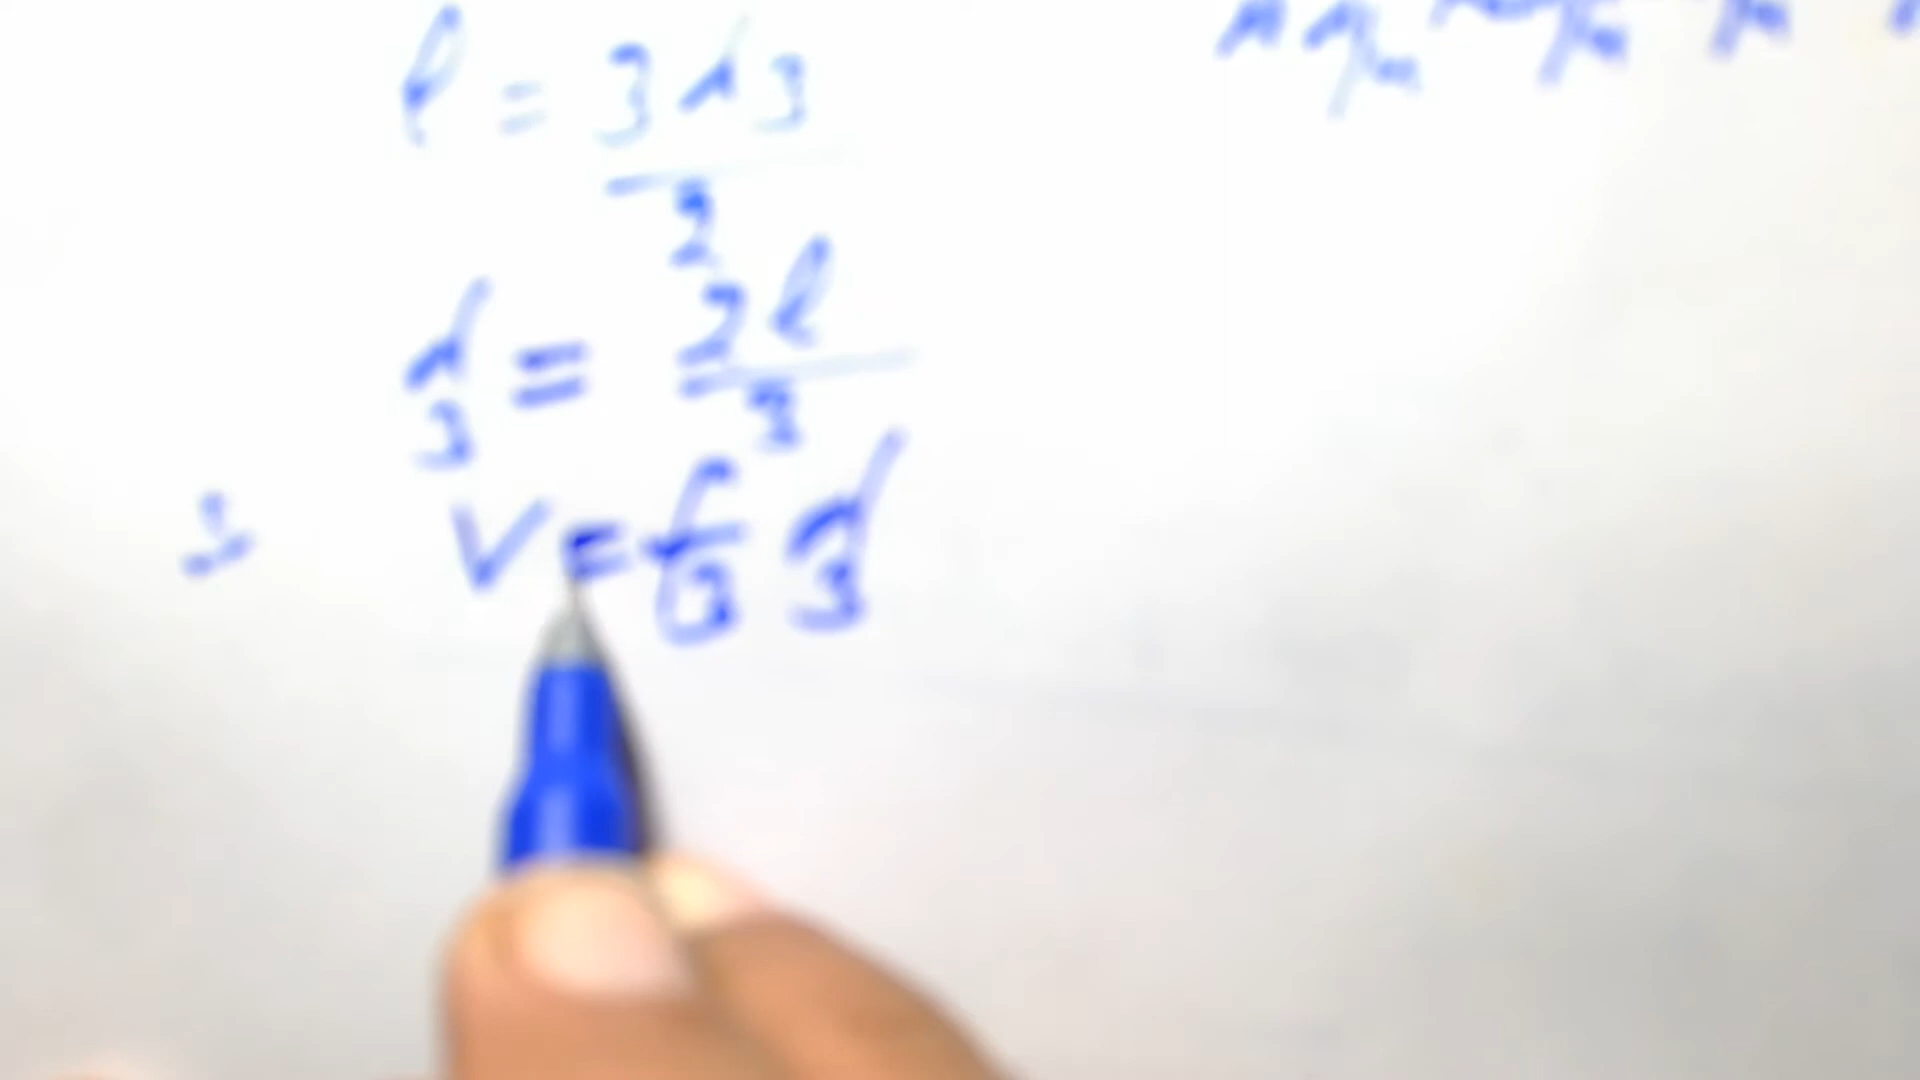 l = 3λ₃
2
λ₃ = 2l
3
∴ V = f₃ λ₃